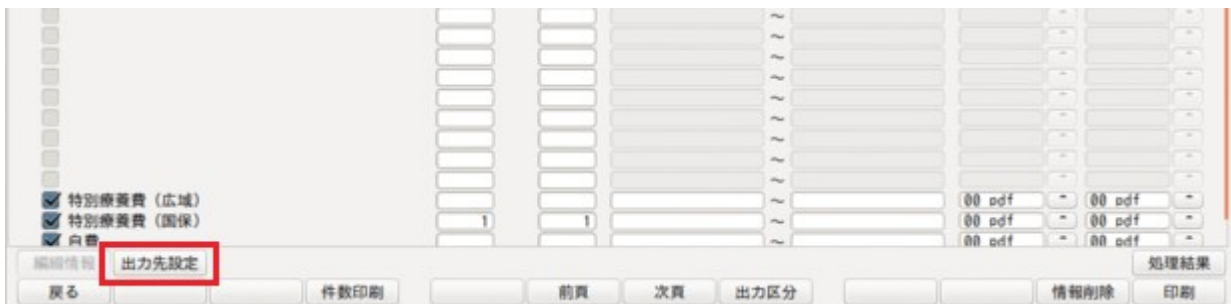 ~
~
~
~
~
~
~
~
~
特別療養費（広域） ~ 00 pdf 00 pdf
特別療養費（国保） 1 1 ~ 00 pdf 00 pdf
自費 ~ 00 pdf 00 pdf
編綴情報 出力先設定 処理結果
戻る 件数印刷 前頁 次頁 出力区分 情報削除 印刷